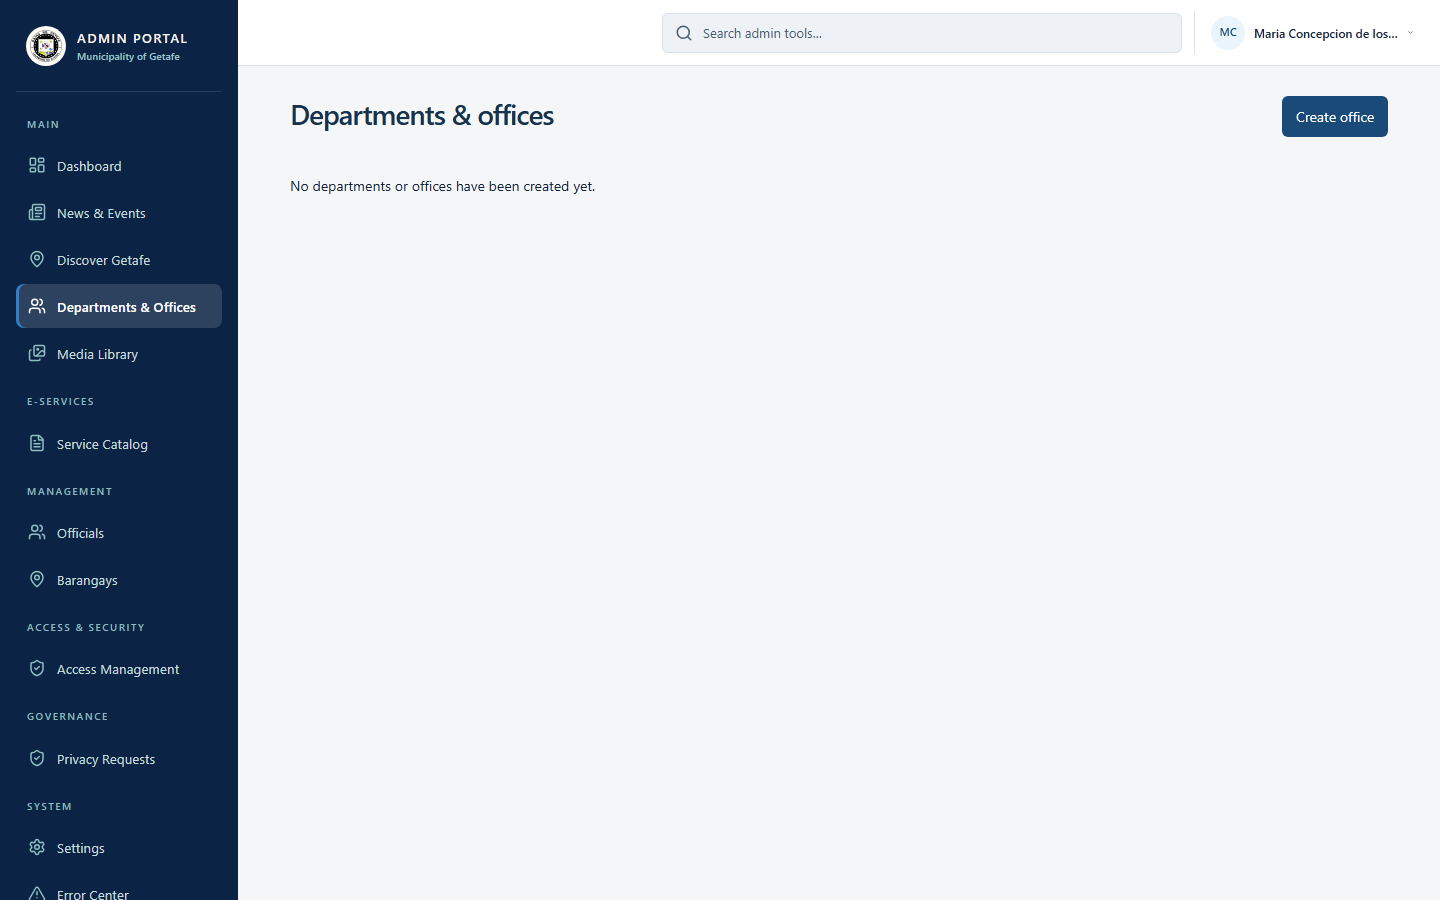 ADMIN PORTAL
Municipality of Getafe
Search admin tools...
MC
Maria Concepcion de los...
MAIN
Dashboard
News & Events
Discover Getafe
Departments & Offices
Media Library
E-SERVICES
Service Catalog
MANAGEMENT
Officials
Barangays
ACCESS & SECURITY
Access Management
GOVERNANCE
Privacy Requests
SYSTEM
Settings
Error Center
Departments & offices
Create office
No departments or offices have been created yet.